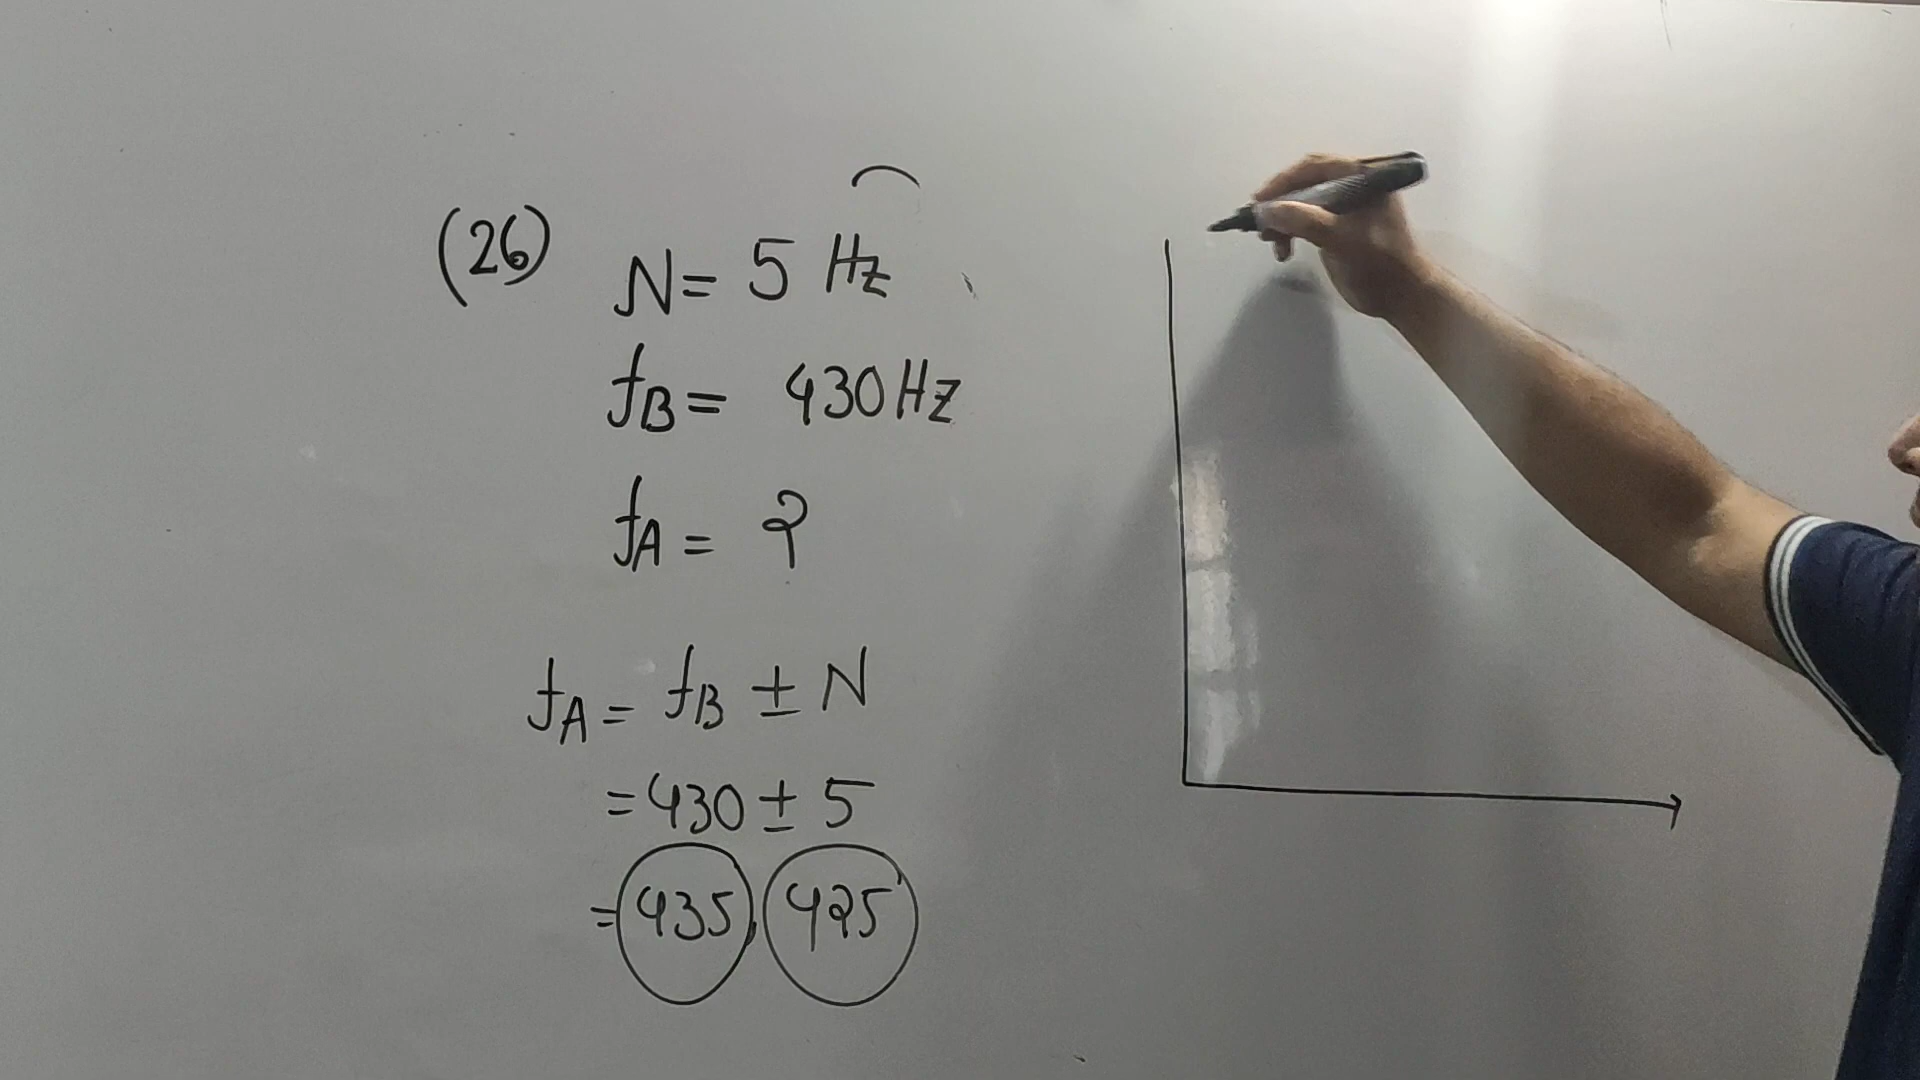 (26) N = 5 Hz
fB = 430 Hz
fA = ?
fA = fB ± N
= 430 ± 5
= 435, 425